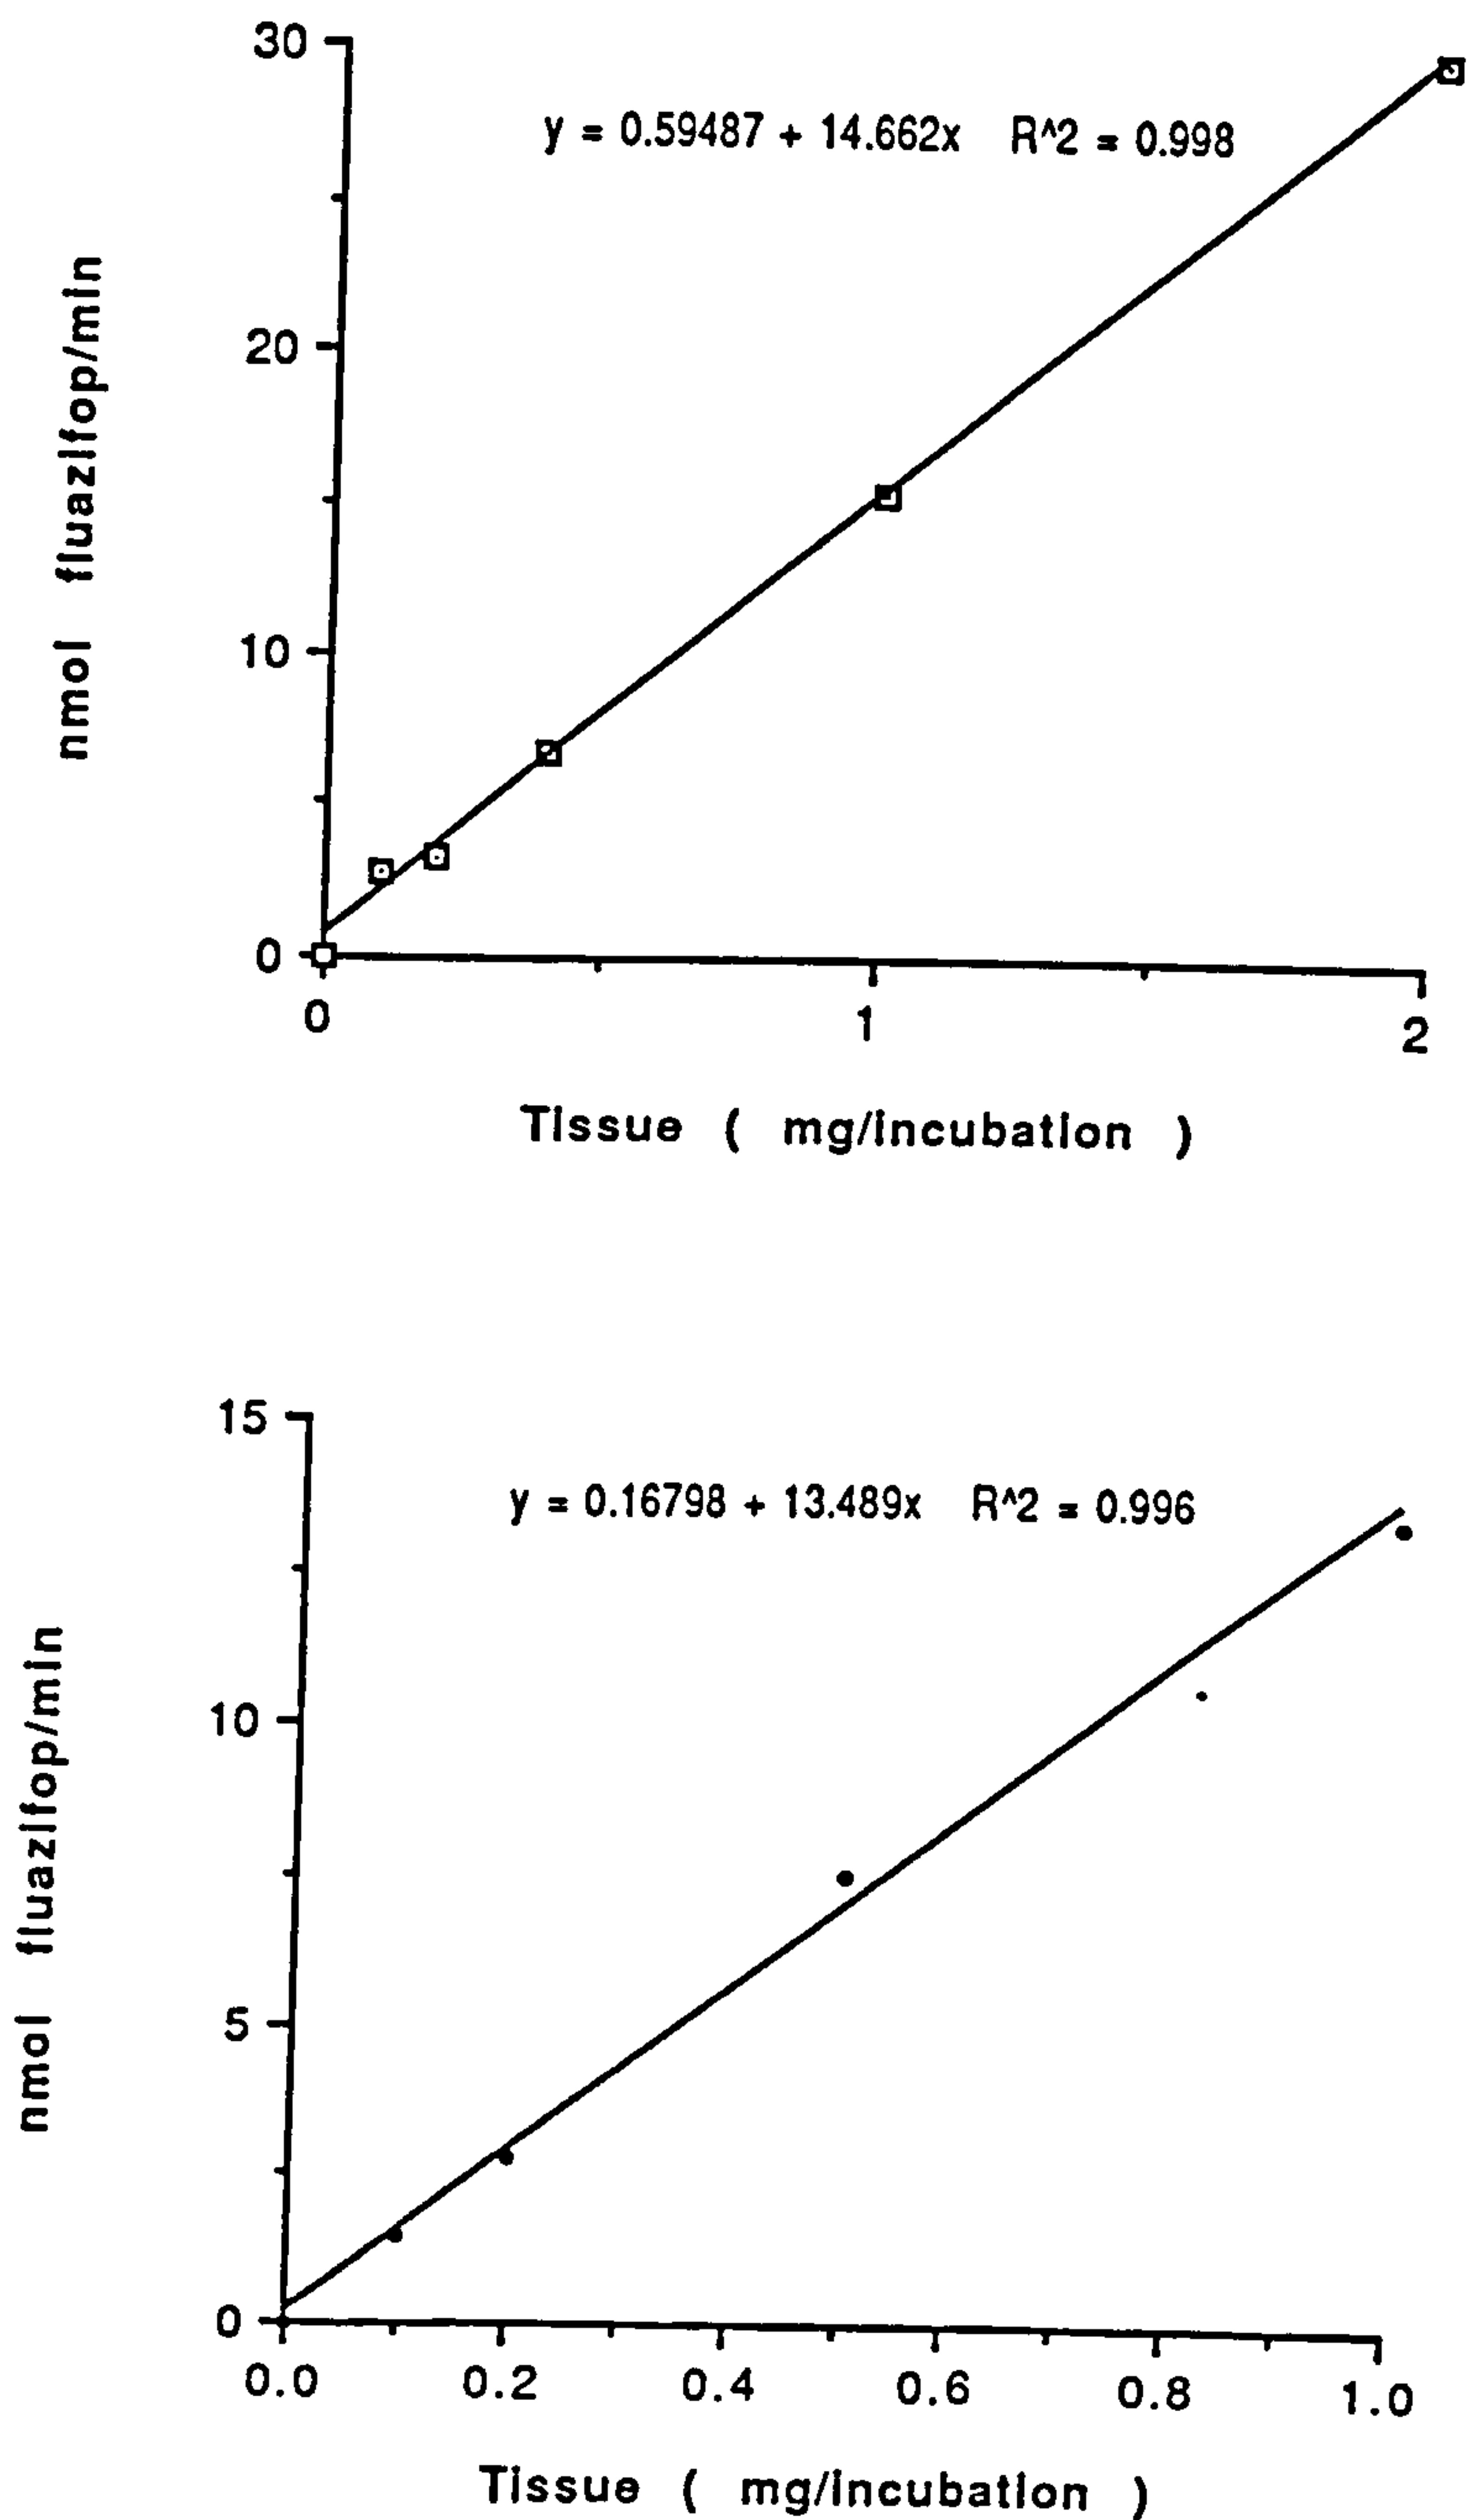 30
y = 0.59487 + 14.662x R^2 = 0.998
20
10
0
nmol fluazifop/min
0 1 2
Tissue ( mg/incubation )
15
y = 0.16798 + 13.489x R^2 = 0.996
10
5
0
nmol fluazifop/min
0.0 0.2 0.4 0.6 0.8 1.0
Tissue ( mg/incubation )